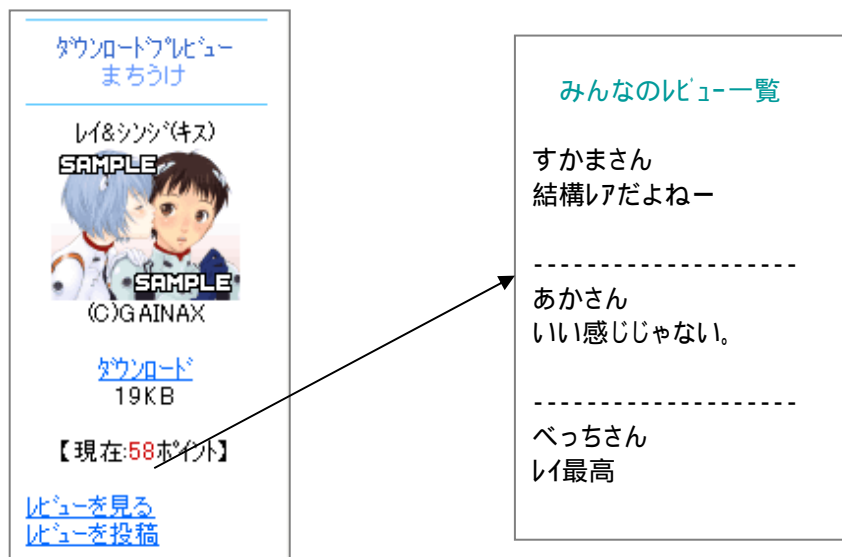 ﾀﾞｳﾝﾛｰﾄﾞﾌﾟﾚﾋﾞｭｰ
まちうけ
ﾚｲ&ｼﾝｼﾞ(ｷｽ)
SAMPLE
SAMPLE
(C)GAINAX
ﾀﾞｳﾝﾛｰﾄﾞ
19KB
【現在:58ﾎﾟｲﾝﾄ】
ﾚﾋﾞｭｰを見る
ﾚﾋﾞｭｰを投稿
みんなのﾚﾋﾞｭｰ一覧
すかまさん
結構ﾚｱだよねー
--------------------
あかさん
いい感じじゃない。
--------------------
べっちさん
ﾚｲ最高